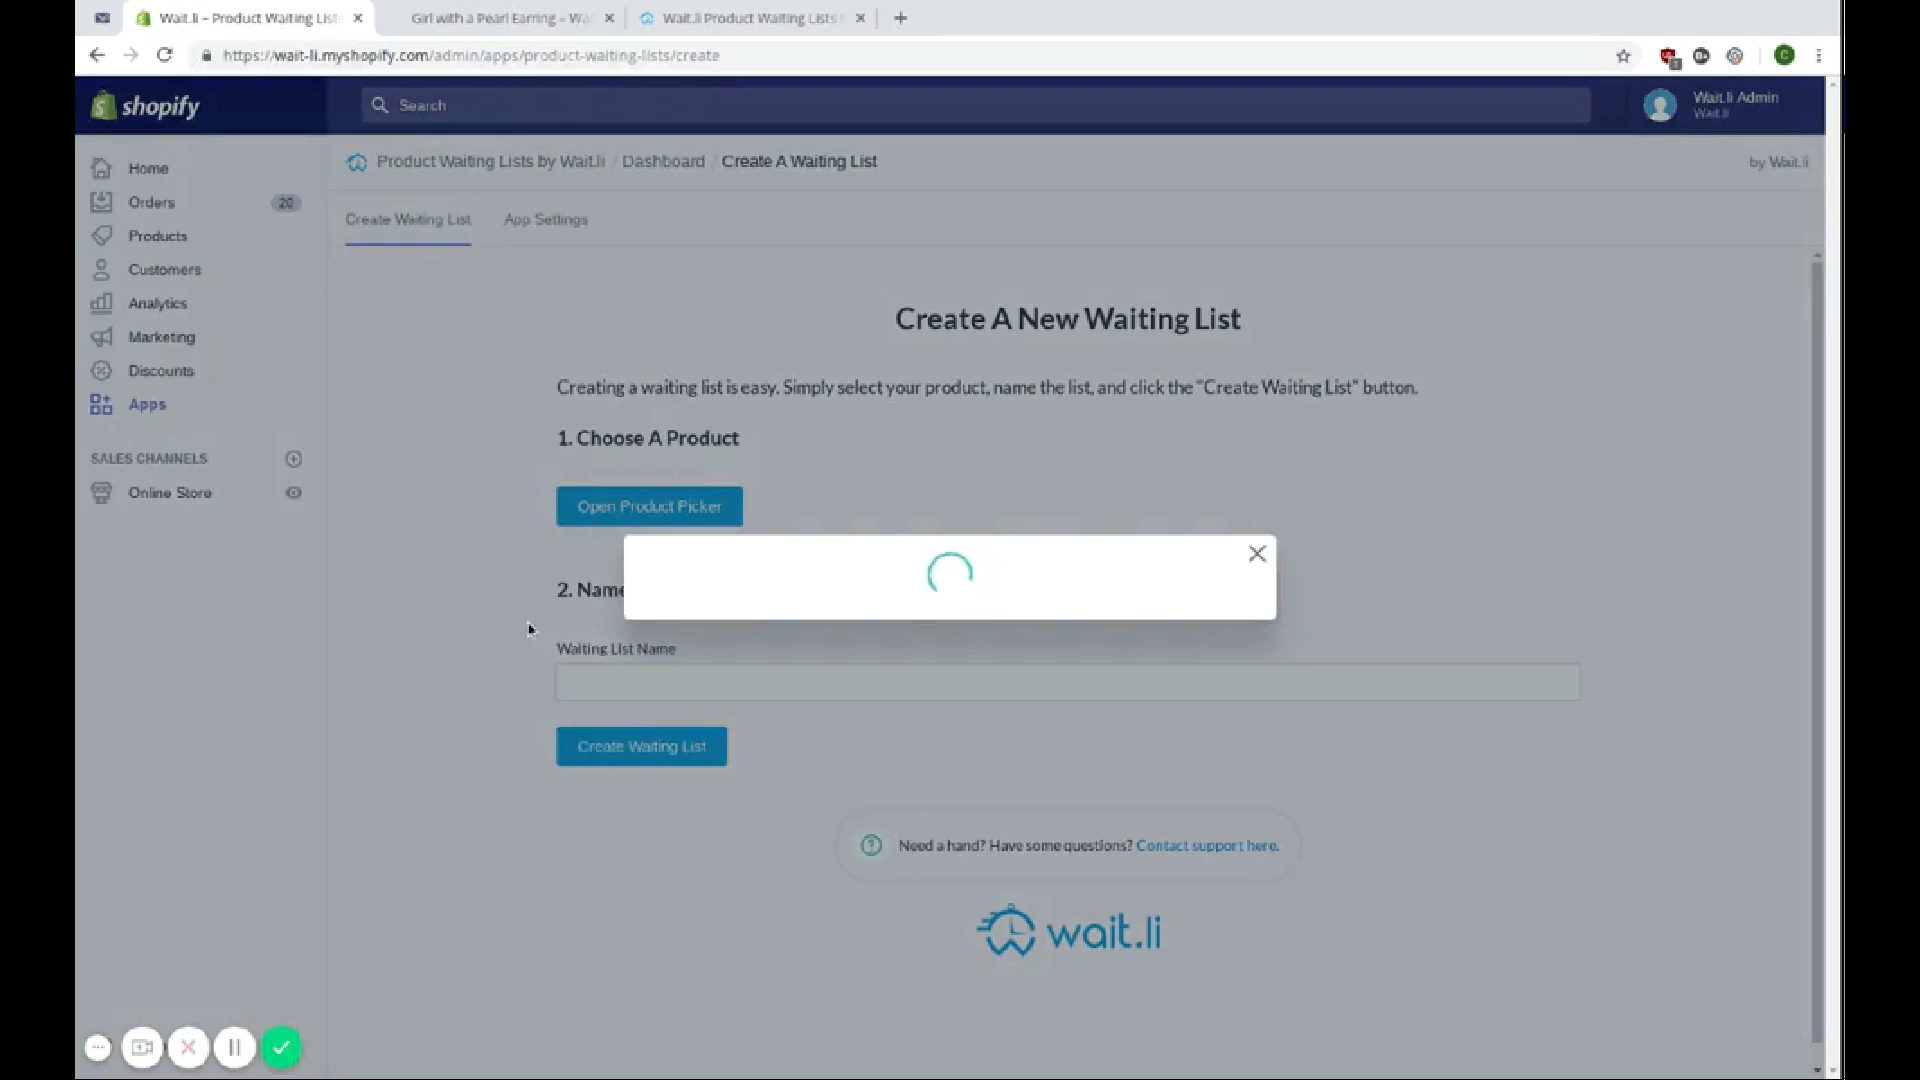 Wait.li ~ Product Waiting Lists
Girl with a Pearl Earring – Wa
Wait.li Product Waiting Lists
https://wait-li.myshopify.com/admin/apps/product-waiting-lists/create
C
shopify
Search
Wait.li Admin
Wait.li
Product Waiting Lists by Wait.li / Dashboard / Create A Waiting List
by Wait.li
Home
Orders
20
Products
Customers
Analytics
Marketing
Discounts
Apps
SALES CHANNELS
Online Store
Create Waiting List
App Settings
Create A New Waiting List
Creating a waiting list is easy. Simply select your product, name the list, and click the "Create Waiting List" button.
1. Choose A Product
Open Product Picker
2. Name
Waiting List Name
Create Waiting List
Need a hand? Have some questions? Contact support here.
wait.li